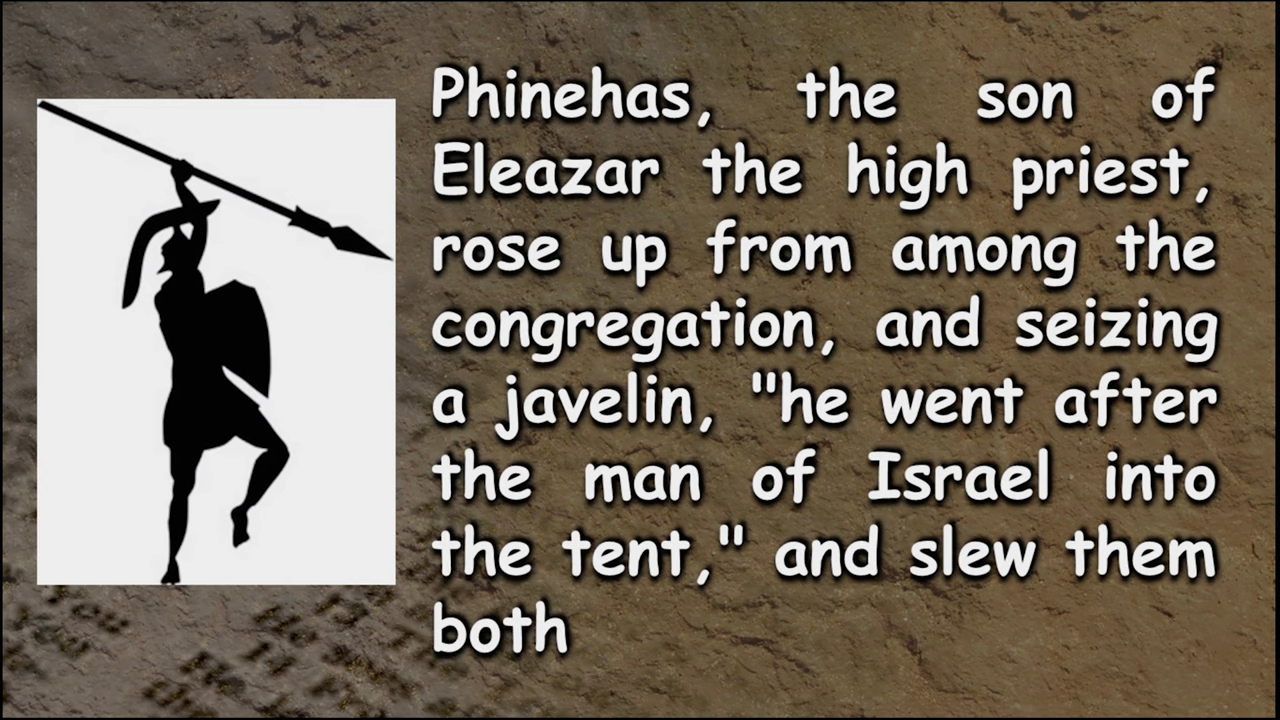 Phinehas, the son of
Eleazar the high priest,
rose up from among the
congregation, and seizing
a javelin, "he went after
the man of Israel into
the tent," and slew them
both